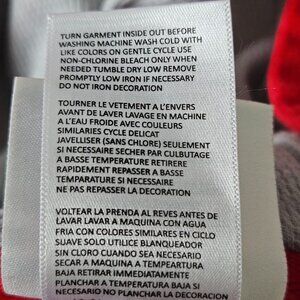 TURN GARMENT INSIDE OUT BEFORE
WASHING MACHINE WASH COLD WITH
LIKE COLORS ON GENTLE CYCLE USE
NON-CHLORINE BLEACH ONLY WHEN
NEEDED TUMBLE DRY LOW REMOVE
PROMPTLY LOW IRON IF NECESSARY
DO NOT IRON DECORATION
TOURNER LE VETEMENT A L'ENVERS
AVANT DE LAVER LAVAGE EN MACHINE
A L'EAU FROIDE AVEC COULEURS
SIMILARIES CYCLE DELICAT
JAVELLISER (SANS CHLORE) SEULEMENT
SI NECESSAIRE SECHER PAR CULBUTAGE
A BASSE TEMPERATURE RETIRERE
RAPIDEMENT REPASSER A BASSE
TEMPARATURE SI NECESSAIRE
NE PAS REPASSER LA DECORATION
VOLTEAR LA PRENDA AL REVES ANTES DE
LAVAR LAVAR A MAQUINA CON AGUA
FRIA CON COLORES SIMILARES EN CICLO
SUAVE SOLO UTILICE BLANQUEADOR
SIN CLORO CUANDO SEA NECESARIO
SECAR A MAQUINA A TEMPEARTURA
BAJA RETIRAR IMMEDIATAMENTE
PLANCHAR A TEMPERATURA BAJA SI ES
NECESARIO NO PLANCHAR LA DECORACION